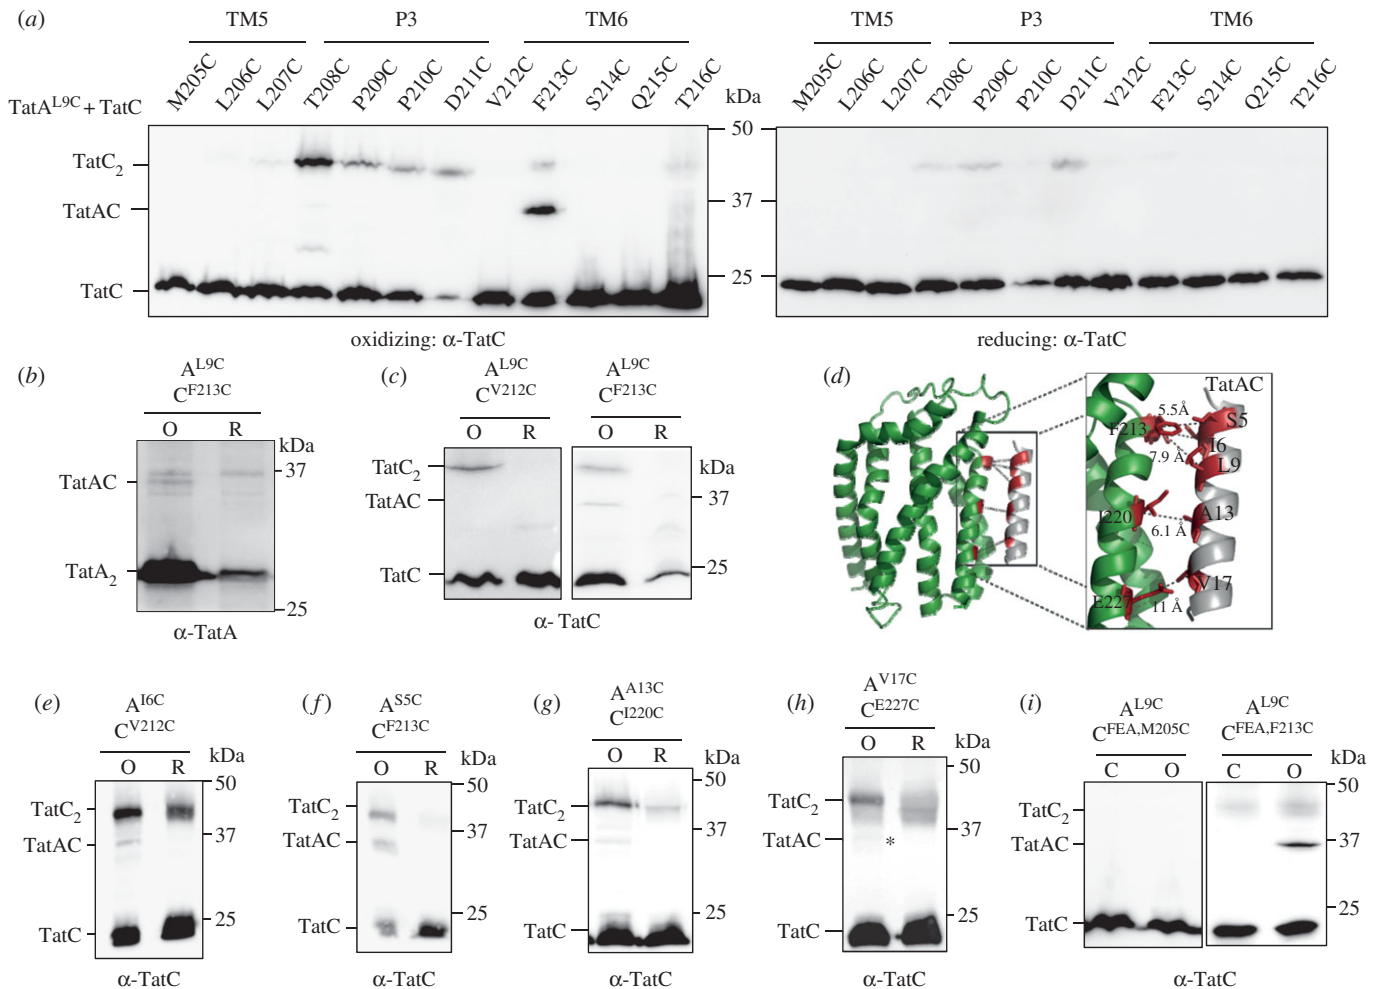 (a)
TM5 P3 TM6 TM5 P3 TM6
TatA^L9C + TatC M205C L206C L207C T208C P209C P210C D211C V212C F213C S214C Q215C T216C kDa M205C L206C L207C T208C P209C P210C D211C V212C F213C S214C Q215C T216C
TatC₂
TatAC
TatC
50
37
25
oxidizing: α-TatC reducing: α-TatC
(b)
A^L9C
C^F213C
O R
kDa
TatAC
37
TatA₂
25
α-TatA
(c)
A^L9C A^L9C
C^V212C C^F213C
O R O R
kDa
TatC₂
TatAC
37
TatC
25
α- TatC
(d)
TatAC
5.5Å
F213
S5
I6
7.9 Å
L9
I220
A13
6.1 Å
V17
E227
11 Å
(e)
A^I6C
C^V212C
O R
kDa
50
TatC₂
37
TatAC
25
TatC
α-TatC
(f)
A^S5C
C^F213C
O R
kDa
50
TatC₂
37
TatAC
25
TatC
α-TatC
(g)
A^A13C
C^I220C
O R
kDa
50
TatC₂
37
TatAC
25
TatC
α-TatC
(h)
A^V17C
C^E227C
O R
kDa
50
TatC₂
37
TatAC
*
25
TatC
α-TatC
(i)
A^L9C A^L9C
C^FEA,M205C C^FEA,F213C
C O C O
kDa
50
TatC₂
37
TatAC
25
TatC
α-TatC